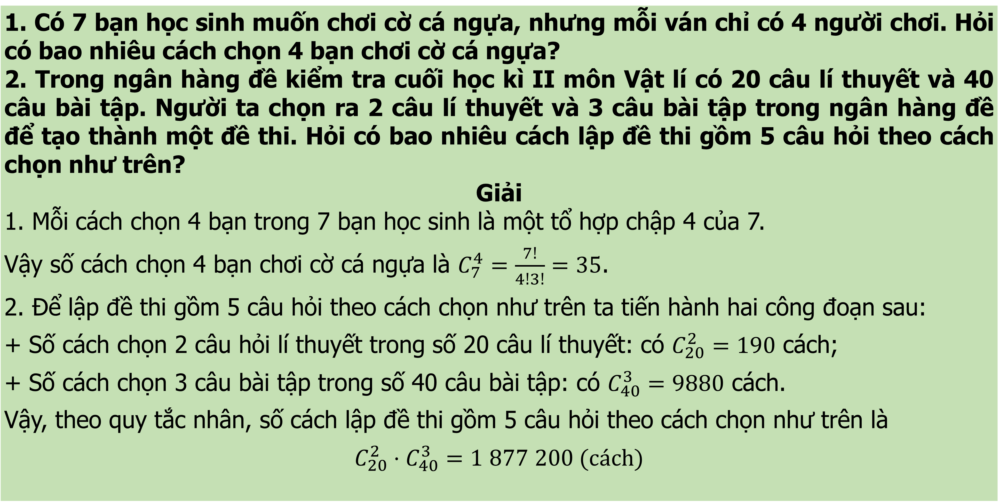 1. Có 7 bạn học sinh muốn chơi cờ cá ngựa, nhưng mỗi ván chỉ có 4 người chơi. Hỏi
có bao nhiêu cách chọn 4 bạn chơi cờ cá ngựa?
2. Trong ngân hàng đề kiểm tra cuối học kì II môn Vật lí có 20 câu lí thuyết và 40
câu bài tập. Người ta chọn ra 2 câu lí thuyết và 3 câu bài tập trong ngân hàng đề
để tạo thành một đề thi. Hỏi có bao nhiêu cách lập đề thi gồm 5 câu hỏi theo cách
chọn như trên?
Giải
1. Mỗi cách chọn 4 bạn trong 7 bạn học sinh là một tổ hợp chập 4 của 7.
Vậy số cách chọn 4 bạn chơi cờ cá ngựa là $C_7^4 = \frac{7!}{4!3!} = 35$.
2. Để lập đề thi gồm 5 câu hỏi theo cách chọn như trên ta tiến hành hai công đoạn sau:
+ Số cách chọn 2 câu hỏi lí thuyết trong số 20 câu lí thuyết: có $C_{20}^2 = 190$ cách;
+ Số cách chọn 3 câu bài tập trong số 40 câu bài tập: có $C_{40}^3 = 9880$ cách.
Vậy, theo quy tắc nhân, số cách lập đề thi gồm 5 câu hỏi theo cách chọn như trên là
$C_{20}^2 \cdot C_{40}^3 = 1 877 200$ (cách)